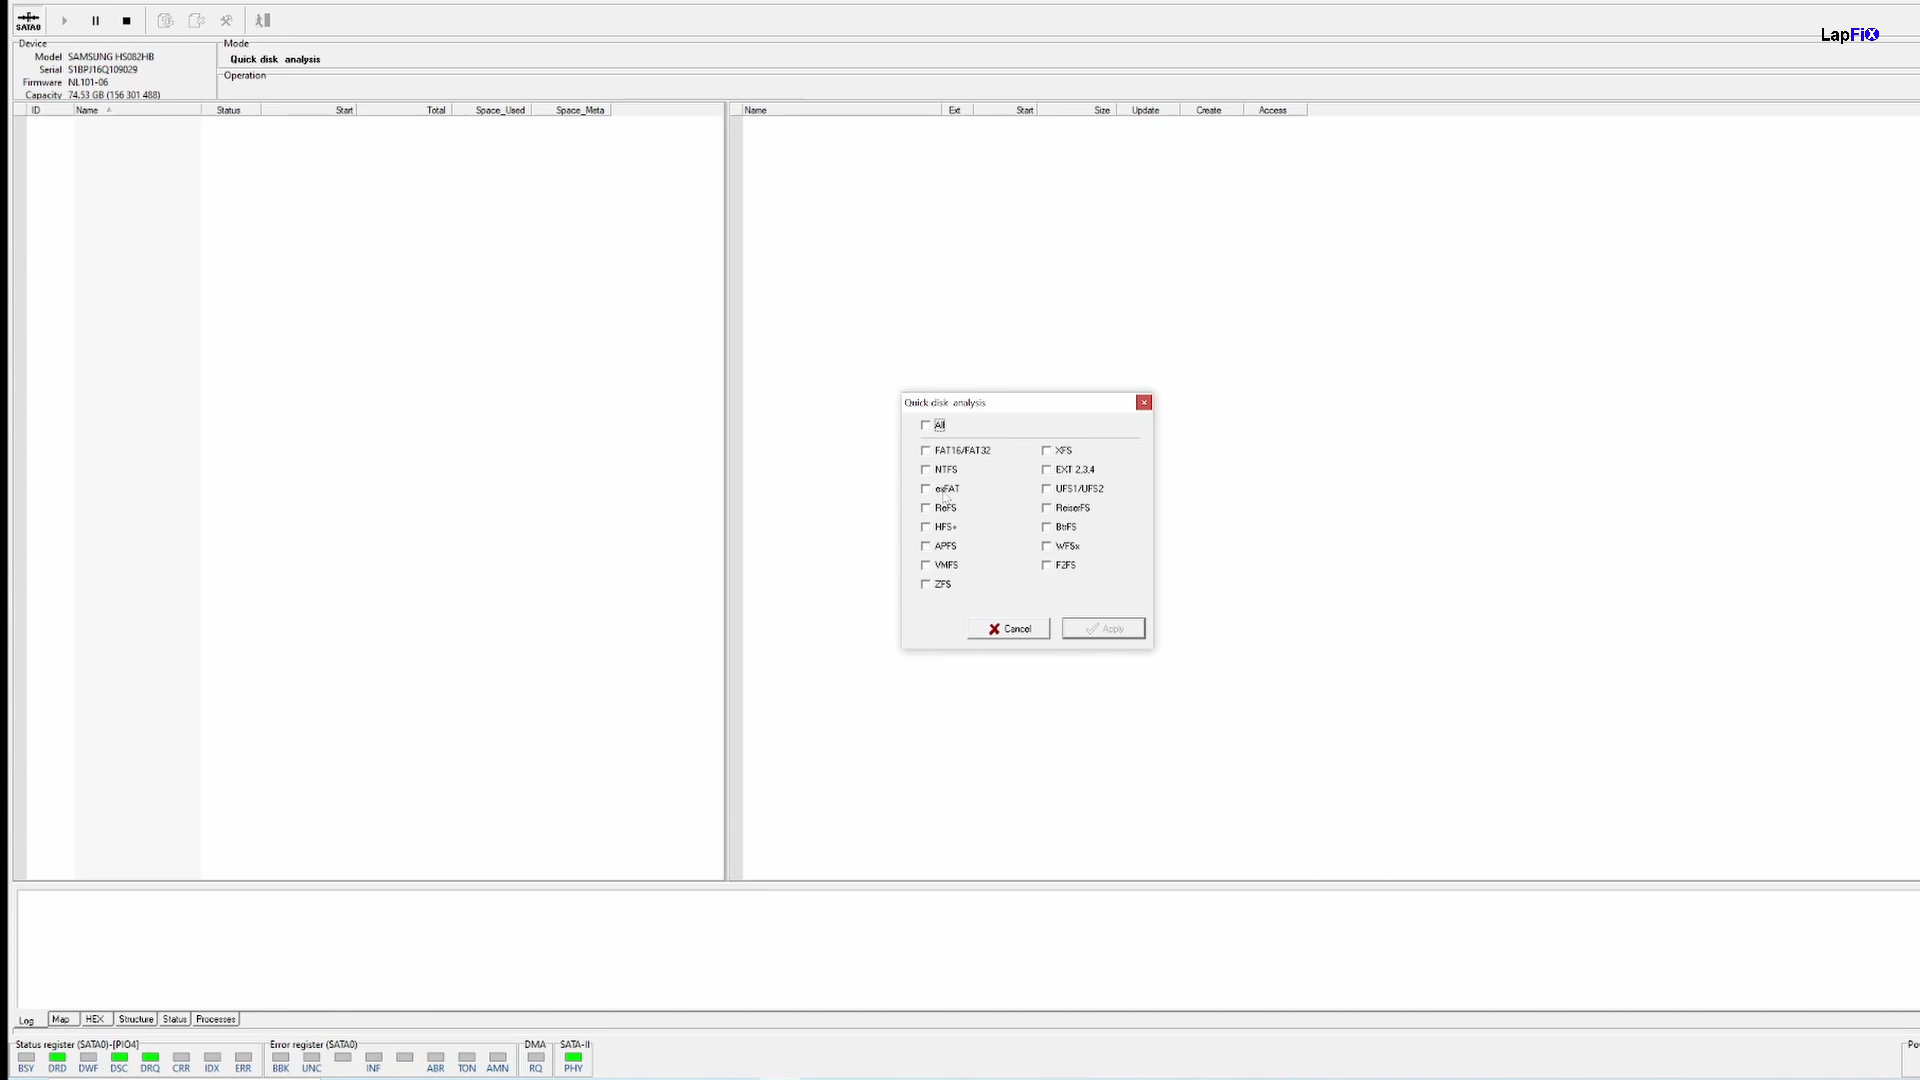 SATA0
LapFiX
Device
Model SAMSUNG HS082HB
Serial S1BPJ16Q109029
Firmware NL101-06
Capacity 74.53 GB (156 301 488)
Mode
Quick disk analysis
Operation
ID Name Status Start Total Space_Used Space_Meta
Name Ext Start Size Update Create Access
Quick disk analysis
All
FAT16/FAT32 XFS
NTFS EXT 2,3,4
exFAT UFS1/UFS2
ReFS ReiserFS
HFS+ BtrFS
APFS WFSx
VMFS F2FS
ZFS
Cancel Apply
Log Map HEX Structure Status Processes
Status register (SATA0)-[PIO4] Error register (SATA0) DMA SATA-II Po
BSY DRD DWF DSC DRQ CRR IDX ERR BBK UNC INF ABR TON AMN RQ PHY